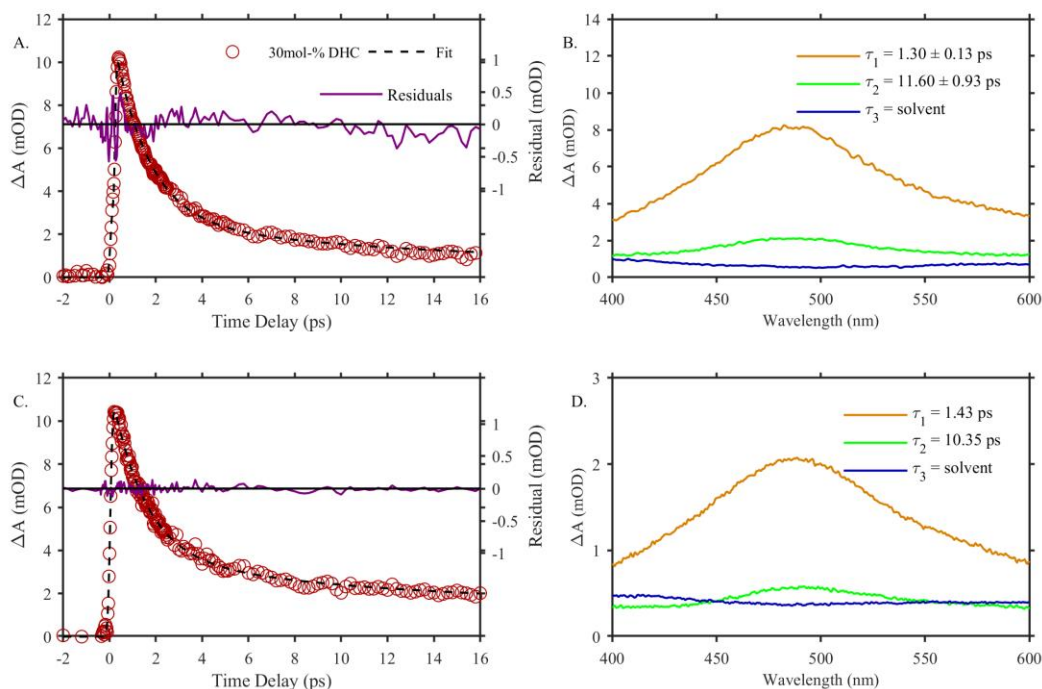 A.
12
10
8
6
4
2
0
ΔA (mOD)
30mol-% DHC
Fit
Residuals
1
0.5
0
-0.5
-1
Residual (mOD)
-2 0 2 4 6 8 10 12 14 16
Time Delay (ps)
B.
14
12
10
8
6
4
2
0
ΔA (mOD)
τ1 = 1.30 ± 0.13 ps
τ2 = 11.60 ± 0.93 ps
τ3 = solvent
400 450 500 550 600
Wavelength (nm)
C.
12
10
8
6
4
2
0
ΔA (mOD)
1
0.5
0
-0.5
-1
Residual (mOD)
-2 0 2 4 6 8 10 12 14 16
Time Delay (ps)
D.
3
2
1
0
ΔA (mOD)
τ1 = 1.43 ps
τ2 = 10.35 ps
τ3 = solvent
400 450 500 550 600
Wavelength (nm)